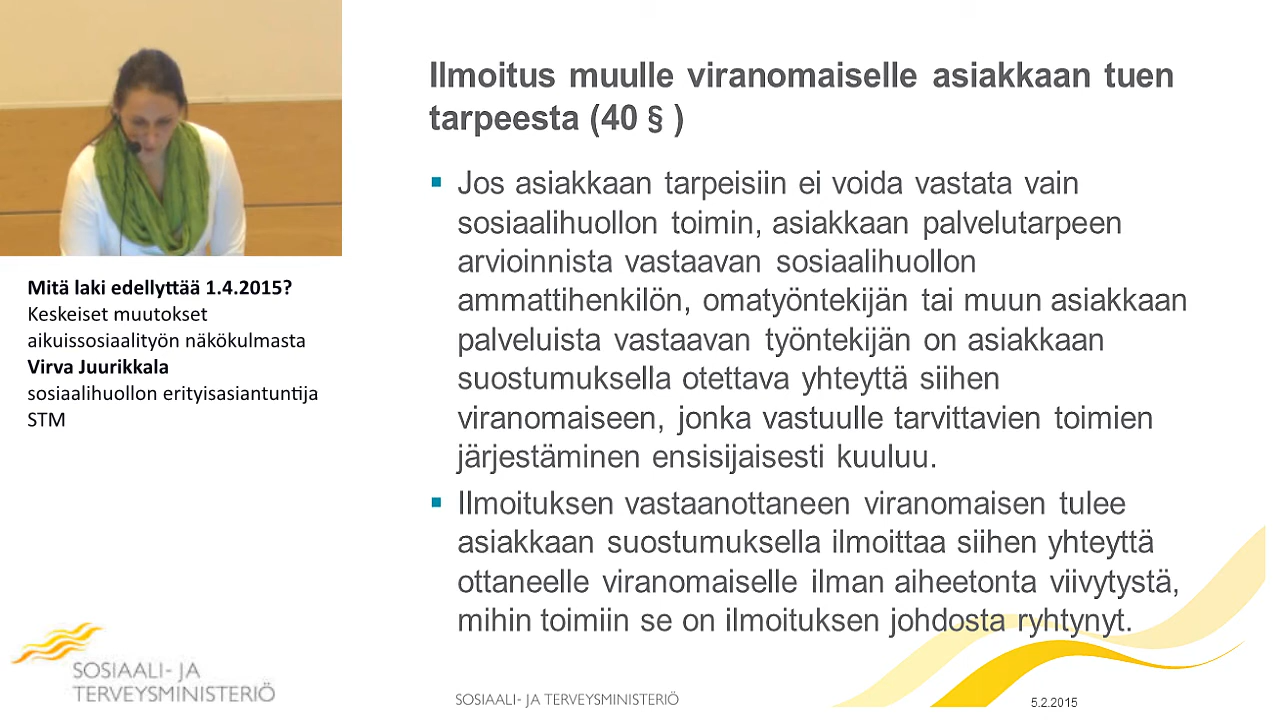 Ilmoitus muulle viranomaiselle asiakkaan tuen
tarpeesta (40 § )
Jos asiakkaan tarpeisiin ei voida vastata vain
sosiaalihuollon toimin, asiakkaan palvelutarpeen
arvioinnista vastaavan sosiaalihuollon
ammattihenkilön, omatyöntekijän tai muun asiakkaan
palveluista vastaavan työntekijän on asiakkaan
suostumuksella otettava yhteyttä siihen
viranomaiseen, jonka vastuulle tarvittavien toimien
järjestäminen ensisijaisesti kuuluu.
Ilmoituksen vastaanottaneen viranomaisen tulee
asiakkaan suostumuksella ilmoittaa siihen yhteyttä
ottaneelle viranomaiselle ilman aiheetonta viivytystä,
mihin toimiin se on ilmoituksen johdosta ryhtynyt.
Mitä laki edellyttää 1.4.2015?
Keskeiset muutokset
aikuissosiaalityön näkökulmasta
Virva Juurikkala
sosiaalihuollon erityisasiantuntija
STM
SOSIAALI- JA
TERVEYSMINISTERIÖ
SOSIAALI- JA TERVEYSMINISTERIÖ
5.2.2015